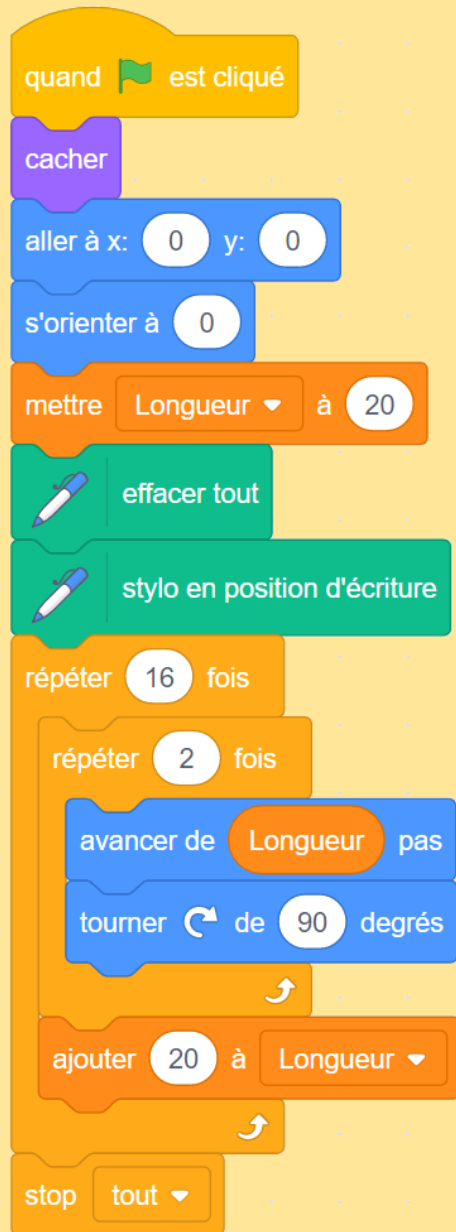 quand est cliqué
cacher
aller à x: 0 y: 0
s'orienter à 0
mettre Longueur à 20
effacer tout
stylo en position d'écriture
répéter 16 fois
répéter 2 fois
avancer de Longueur pas
tourner de 90 degrés
ajouter 20 à Longueur
stop tout